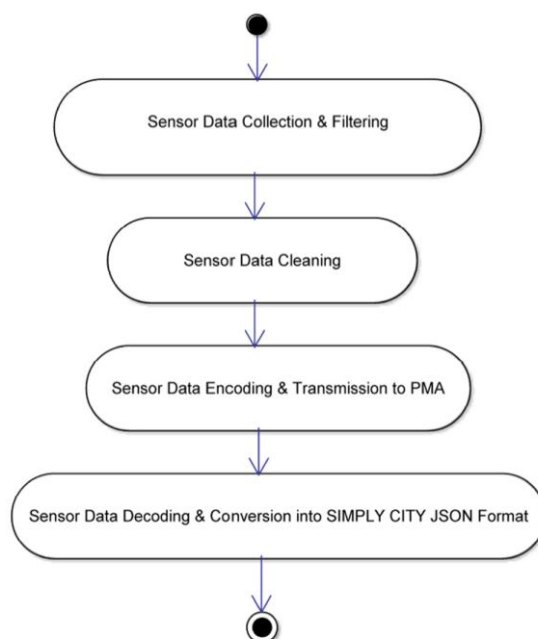 Sensor Data Collection & Filtering
Sensor Data Cleaning
Sensor Data Encoding & Transmission to PMA
Sensor Data Decoding & Conversion into SIMPLY CITY JSON Format